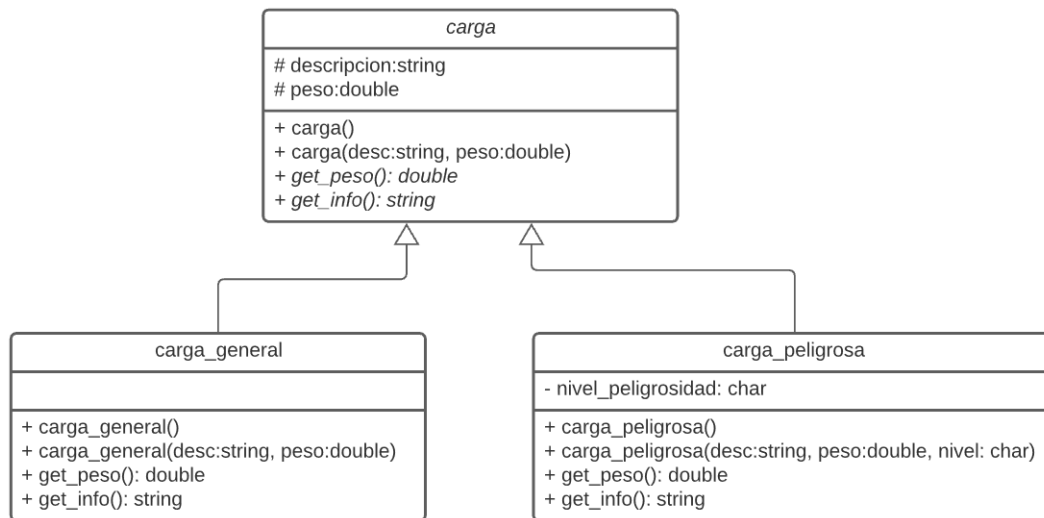 carga
# descripcion:string
# peso:double
+ carga()
+ carga(desc:string, peso:double)
+ get_peso(): double
+ get_info(): string
carga_general
+ carga_general()
+ carga_general(desc:string, peso:double)
+ get_peso(): double
+ get_info(): string
carga_peligrosa
- nivel_peligrosidad: char
+ carga_peligrosa()
+ carga_peligrosa(desc:string, peso:double, nivel: char)
+ get_peso(): double
+ get_info(): string